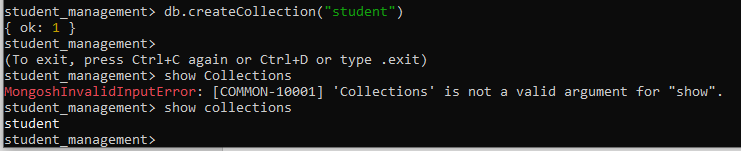 student_management> db.createCollection("student")
{ ok: 1 }
student_management>
(To exit, press Ctrl+C again or Ctrl+D or type .exit)
student_management> show Collections
MongoshInvalidInputError: [COMMON-10001] 'Collections' is not a valid argument for "show".
student_management> show collections
student
student_management>